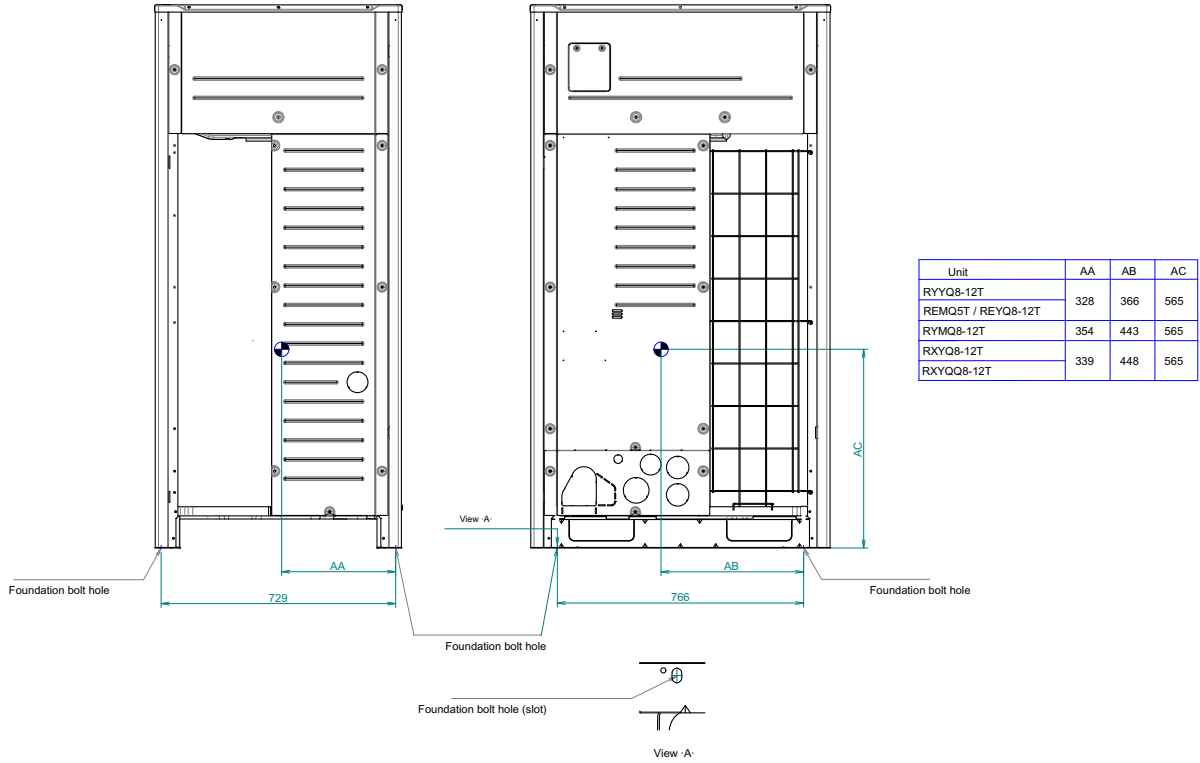 Unit AA AB AC
RYYQ8-12T 328 366 565
REMQ5T / REYQ8-12T
RYMQ8-12T 354 443 565
RXYQ8-12T 339 448 565
RXYQQ8-12T
AC
View ·A·
AA
AB
Foundation bolt hole
729
766
Foundation bolt hole
Foundation bolt hole
Foundation bolt hole (slot)
View ·A·